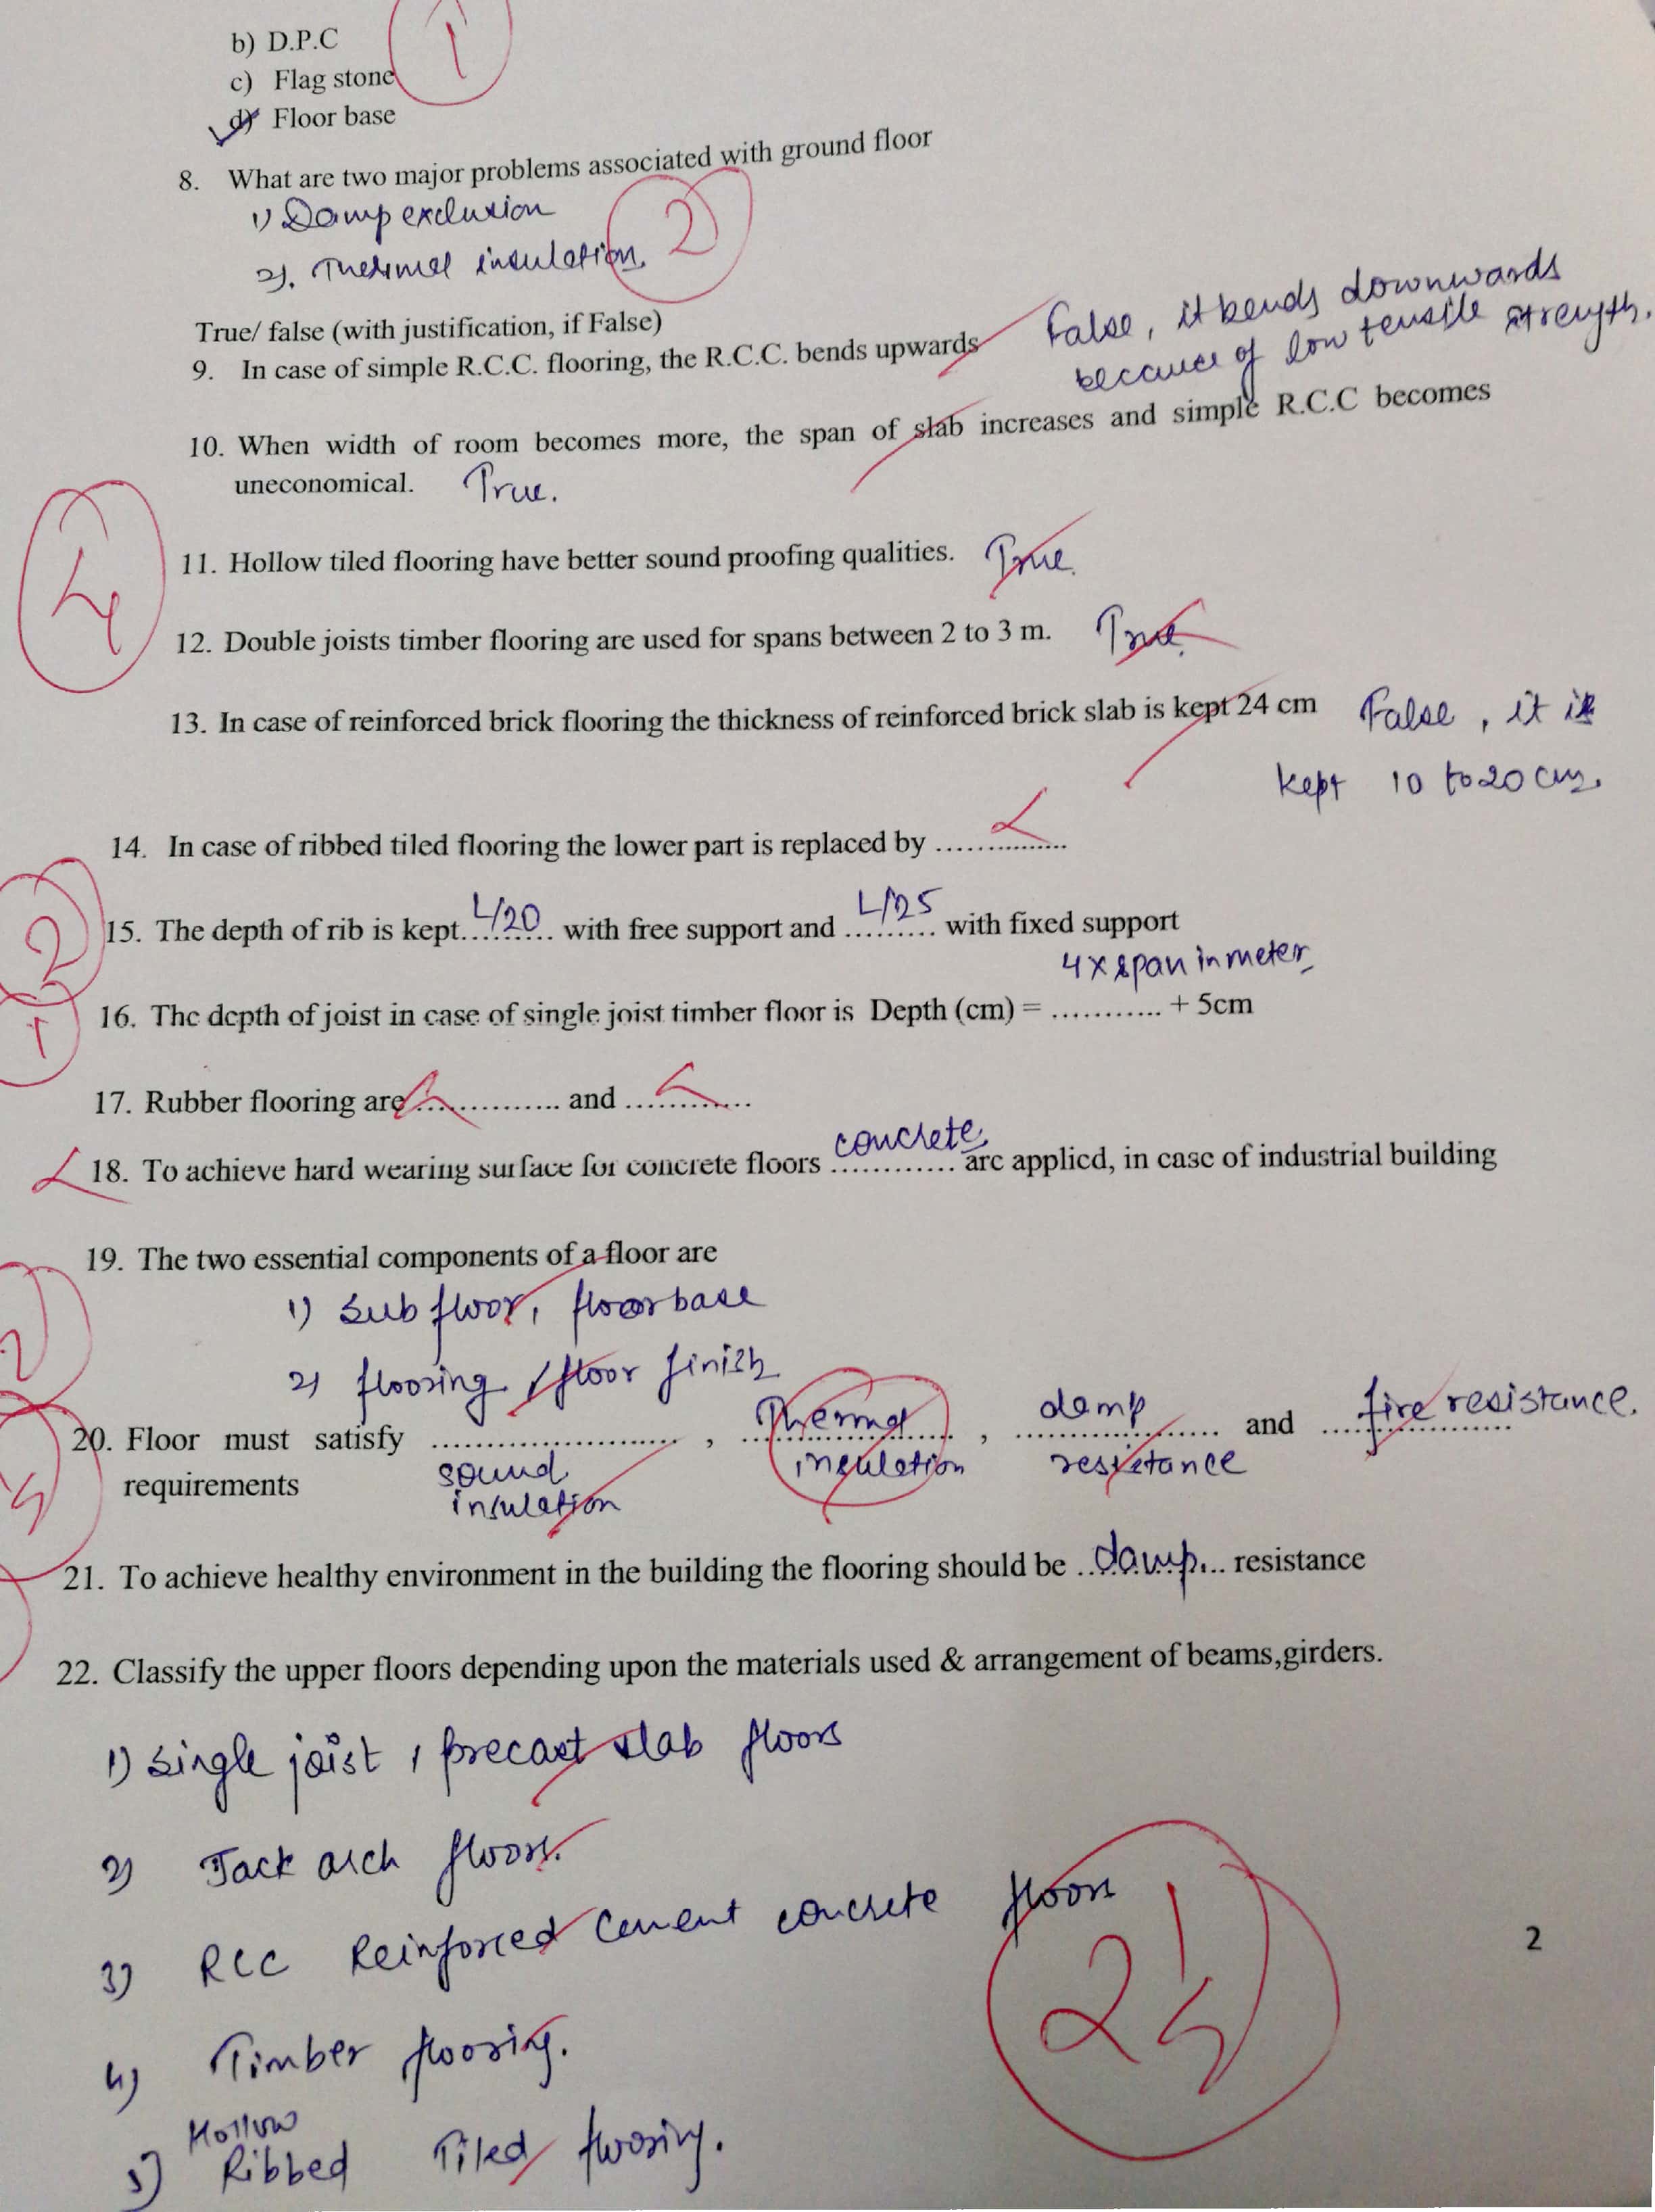 b) D.P.C
1
c) Flag stone
d) Floor base
8. What are two major problems associated with ground floor
1) Damp exclusion
2). Thermal insulation.
2
True/ false (with justification, if False)
9. In case of simple R.C.C. flooring, the R.C.C. bends upwards False, it bends downwards
because of low tensile strength.
10. When width of room becomes more, the span of slab increases and simple R.C.C becomes
uneconomical. True.
4
11. Hollow tiled flooring have better sound proofing qualities. True.
12. Double joists timber flooring are used for spans between 2 to 3 m. True.
13. In case of reinforced brick flooring the thickness of reinforced brick slab is kept 24 cm False, it is
kept 10 to 20 cm.
14. In case of ribbed tiled flooring the lower part is replaced by ...............
2
15. The depth of rib is kept..L/20.. with free support and ..L/25.. with fixed support
4 x span in meter
16. The depth of joist in case of single joist timber floor is Depth (cm) = ........... + 5cm
1
17. Rubber flooring are ............... and .............
concrete
18. To achieve hard wearing surface for concrete floors ............ are applied, in case of industrial building
19. The two essential components of a floor are
1) Sub floor, floor base
2) flooring / floor finish
20. Floor must satisfy .........................., Thermal, damp and fire resistance.
requirements sound insulation resistance
insulation
21. To achieve healthy environment in the building the flooring should be ..damp... resistance
22. Classify the upper floors depending upon the materials used & arrangement of beams,girders.
1) Single joist, precast slab floors
2) Jack arch floors.
3) RCC Reinforced Cement concrete floors
2
4) Timber flooring.
Hollow
5) Ribbed Tiled flooring.